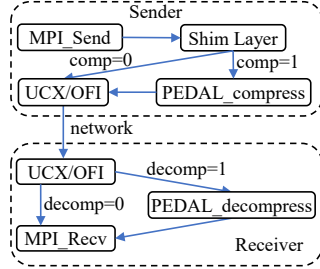 Sender
MPI_Send
Shim Layer
comp=0
comp=1
UCX/OFI
PEDAL_compress
network
UCX/OFI
decomp=1
decomp=0
PEDAL_decompress
MPI_Recv
Receiver